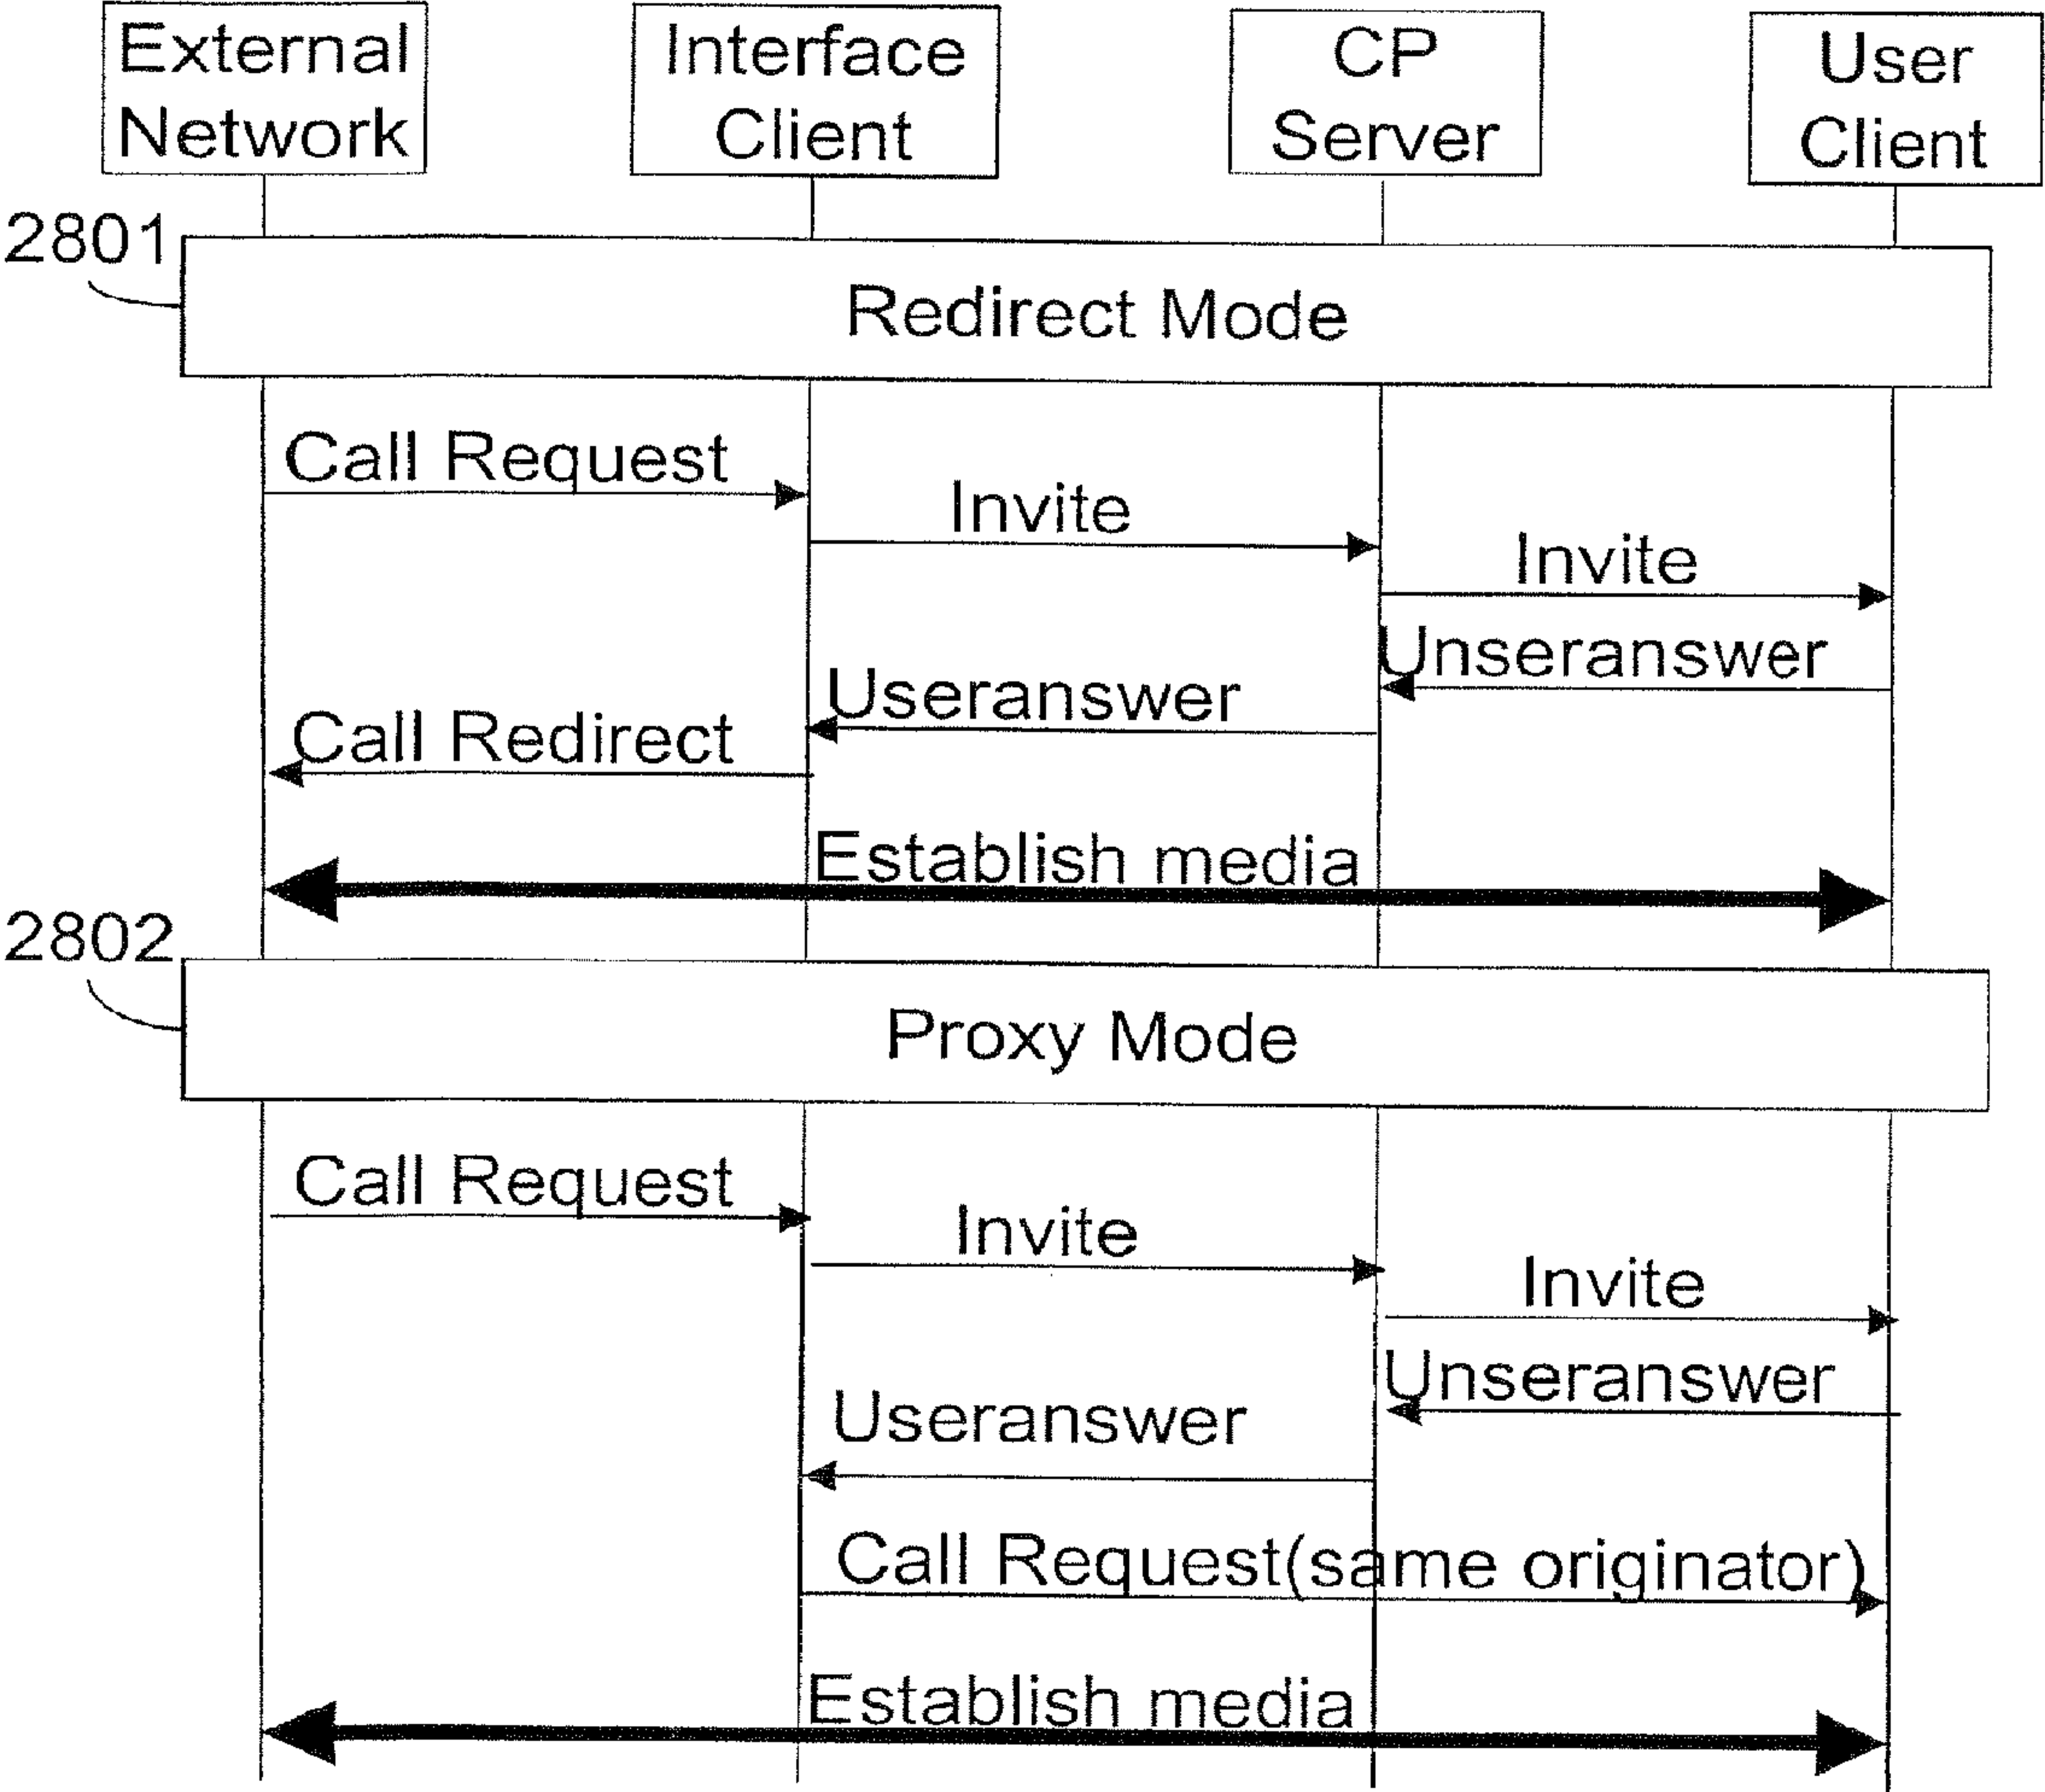 External
Network
Interface
Client
CP
Server
User
Client
2801
Redirect Mode
Call Request
Invite
Invite
Unseranswer
Useranswer
Call Redirect
Establish media
2802
Proxy Mode
Call Request
Invite
Invite
Unseranswer
Useranswer
Call Request(same originator)
Establish media